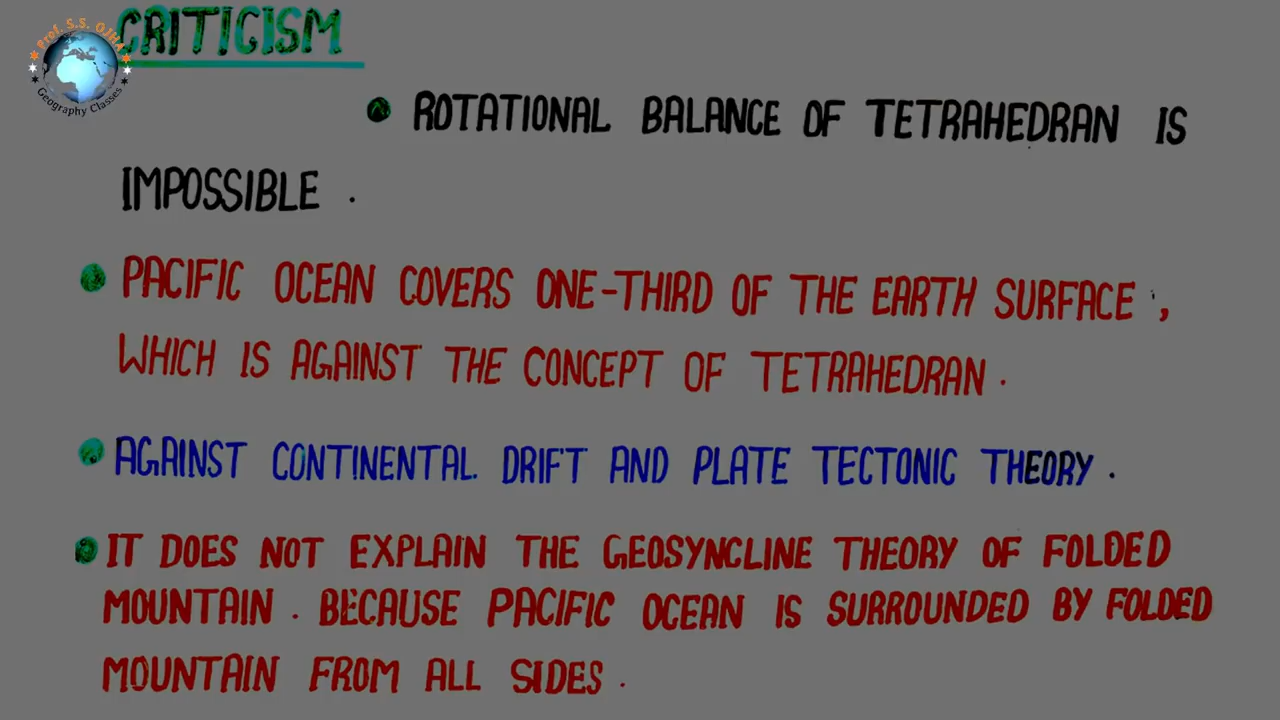 CRITICISM
Prof. S.S. OJHA
Geography Classes
• ROTATIONAL BALANCE OF TETRAHEDRAN IS
IMPOSSIBLE .
• PACIFIC OCEAN COVERS ONE-THIRD OF THE EARTH SURFACE ,
WHICH IS AGAINST THE CONCEPT OF TETRAHEDRAN .
• AGAINST CONTINENTAL DRIFT AND PLATE TECTONIC THEORY .
• IT DOES NOT EXPLAIN THE GEOSYNCLINE THEORY OF FOLDED
MOUNTAIN . BECAUSE PACIFIC OCEAN IS SURROUNDED BY FOLDED
MOUNTAIN FROM ALL SIDES .